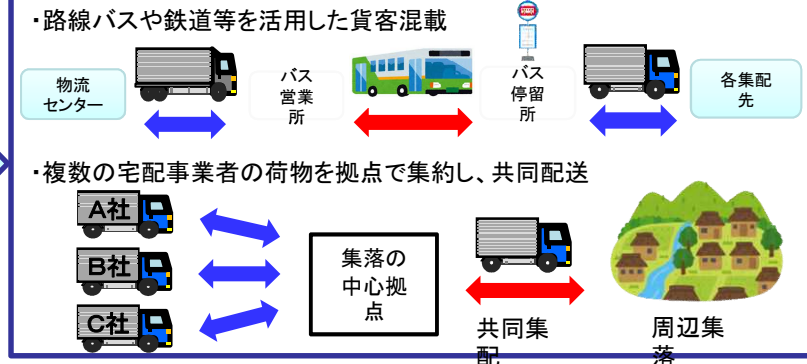 ・路線バスや鉄道等を活用した貨客混載
物流
センター
バス
営業
所
バス
停留
所
各集配
先
・複数の宅配事業者の荷物を拠点で集約し、共同配送
A社
B社
C社
集落の
中心拠
点
共同集
配
周辺集
落